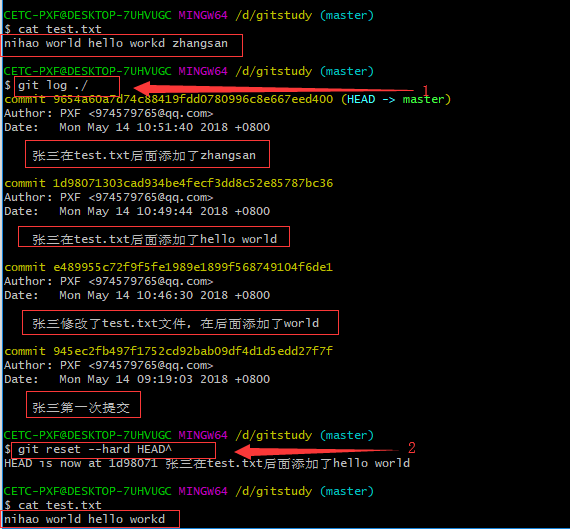 CETC-PXF@DESKTOP-7UHVUGC MINGW64 /d/gitstudy (master)
$ cat test.txt
nihao world hello workd zhangsan
CETC-PXF@DESKTOP-7UHVUGC MINGW64 /d/gitstudy (master)
$ git log ./
1
commit 9654a60a7d74c88419fdd0780996c8e667eed400 (HEAD -> master)
Author: PXF <974579765@qq.com>
Date:   Mon May 14 10:51:40 2018 +0800
张三在test.txt后面添加了zhangsan
commit 1d98071303cad934be4fecf3dd8c52e85787bc36
Author: PXF <974579765@qq.com>
Date:   Mon May 14 10:49:44 2018 +0800
张三在test.txt后面添加了hello world
commit e489955c72f9f5fe1989e1899f568749104f6de1
Author: PXF <974579765@qq.com>
Date:   Mon May 14 10:46:30 2018 +0800
张三修改了test.txt文件, 在后面添加了world
commit 945ec2fb497f1752cd92bab09df4d1d5edd27f7f
Author: PXF <974579765@qq.com>
Date:   Mon May 14 09:19:03 2018 +0800
张三第一次提交
CETC-PXF@DESKTOP-7UHVUGC MINGW64 /d/gitstudy (master)
$ git reset --hard HEAD^
2
HEAD is now at 1d98071 张三在test.txt后面添加了hello world
CETC-PXF@DESKTOP-7UHVUGC MINGW64 /d/gitstudy (master)
$ cat test.txt
nihao world hello workd